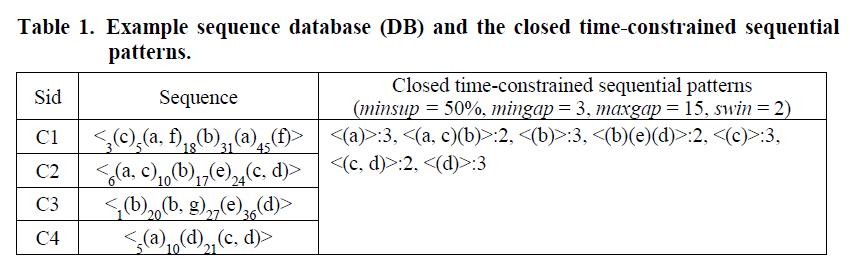 Table 1. Example sequence database (DB) and the closed time-constrained sequential
patterns.
Sid Sequence Closed time-constrained sequential patterns
(minsup = 50%, mingap = 3, maxgap = 15, swin = 2)
C1 <₃(c)₅(a, f)₁₈(b)₃₁(a)₄₅(f)> <(a)>:3, <(a, c)(b)>:2, <(b)>:3, <(b)(e)(d)>:2, <(c)>:3,
C2 <₆(a, c)₁₀(b)₁₇(e)₂₄(c, d)> <(c, d)>:2, <(d)>:3
C3 <₁(b)₂₀(b, g)₂₇(e)₃₆(d)>
C4 <₅(a)₁₀(d)₂₁(c, d)>